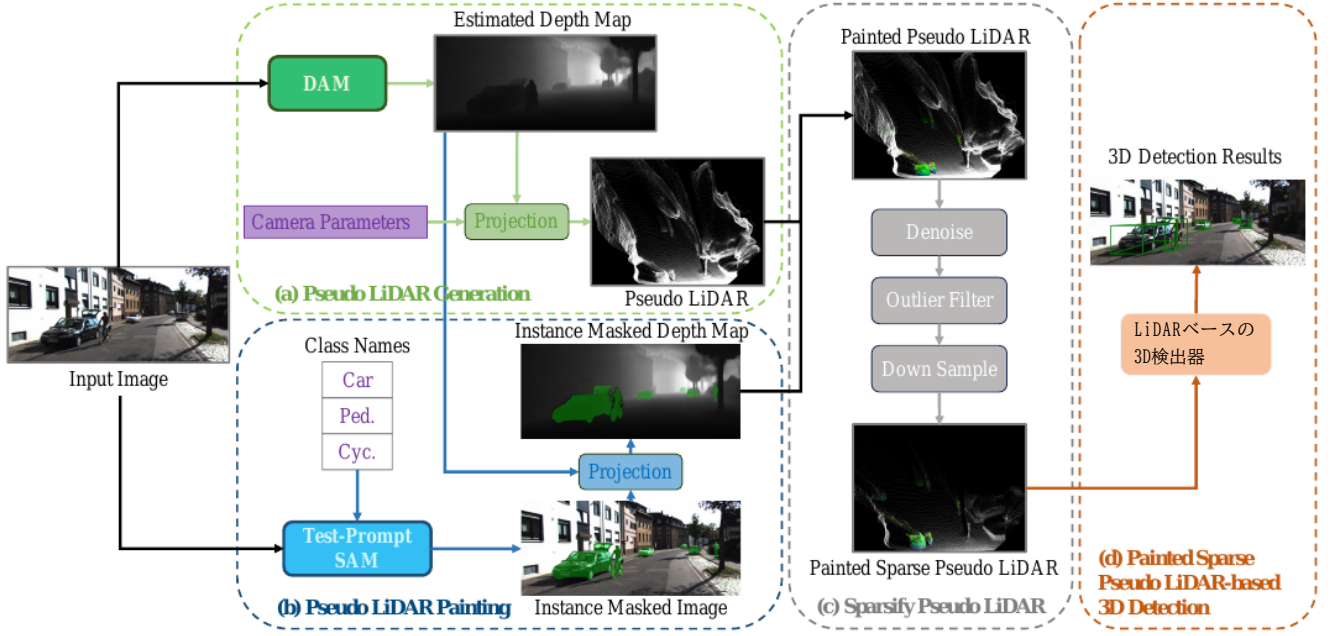 Estimated Depth Map
DAM
Camera Parameters
Projection
Pseudo LiDAR
(a) Pseudo LiDAR Generation
Input Image
Class Names
Car
Ped.
Cyc.
Instance Masked Depth Map
Projection
Test-Prompt
SAM
Instance Masked Image
(b) Pseudo LiDAR Painting
Painted Pseudo LiDAR
Denoise
Outlier Filter
Down Sample
Painted Sparse Pseudo LiDAR
(c) Sparsify Pseudo LiDAR
3D Detection Results
LiDARベースの
3D検出器
(d) Painted Sparse
Pseudo LiDAR-based
3D Detection